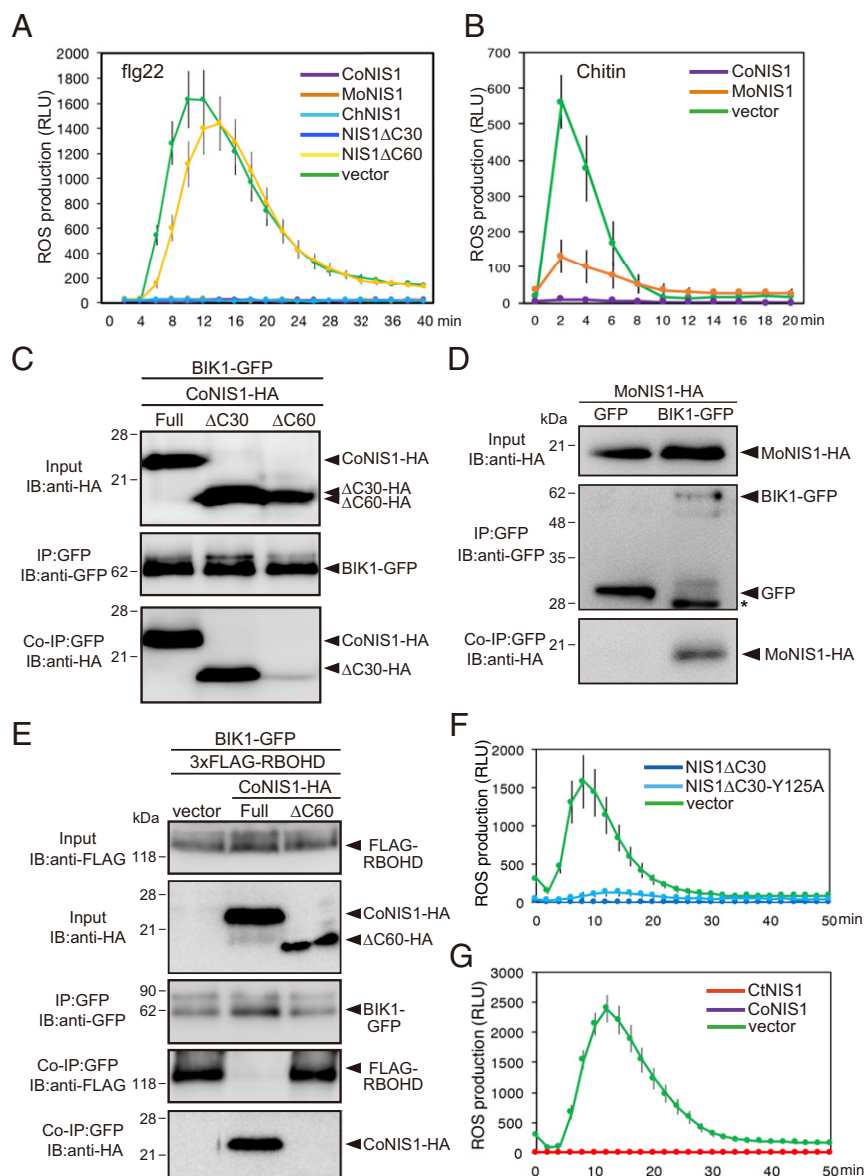 A
flg22
ROS production (RLU)
2000
1800
1600
1400
1200
1000
800
600
400
200
0
0 4 8 12 16 20 24 28 32 36 40 min
CoNIS1
MoNIS1
ChNIS1
NIS1ΔC30
NIS1ΔC60
vector
B
Chitin
ROS production (RLU)
700
600
500
400
300
200
100
0
0 2 4 6 8 10 12 14 16 18 20 min
CoNIS1
MoNIS1
vector
C
BIK1-GFP
CoNIS1-HA
Full ΔC30 ΔC60
28
21
Input
IB:anti-HA
CoNIS1-HA
ΔC30-HA
ΔC60-HA
IP:GFP
IB:anti-GFP
62
BIK1-GFP
28
21
Co-IP:GFP
IB:anti-HA
CoNIS1-HA
ΔC30-HA
D
MoNIS1-HA
kDa GFP BIK1-GFP
Input
IB:anti-HA
21
MoNIS1-HA
62
48
35
28
IP:GFP
IB:anti-GFP
BIK1-GFP
GFP
*
Co-IP:GFP
IB:anti-HA
21
MoNIS1-HA
E
BIK1-GFP
3xFLAG-RBOHD
CoNIS1-HA
kDa vector Full ΔC60
Input
IB:anti-FLAG
118
FLAG-
RBOHD
28
21
Input
IB:anti-HA
CoNIS1-HA
ΔC60-HA
90
62
IP:GFP
IB:anti-GFP
BIK1-
GFP
Co-IP:GFP
IB:anti-FLAG
118
FLAG-
RBOHD
28
21
Co-IP:GFP
IB:anti-HA
CoNIS1-HA
F
ROS production (RLU)
2000
1500
1000
500
0
0 10 20 30 40 50 min
NIS1ΔC30
NIS1ΔC30-Y125A
vector
G
ROS production (RLU)
3000
2500
2000
1500
1000
500
0
0 10 20 30 40 50 min
CtNIS1
CoNIS1
vector